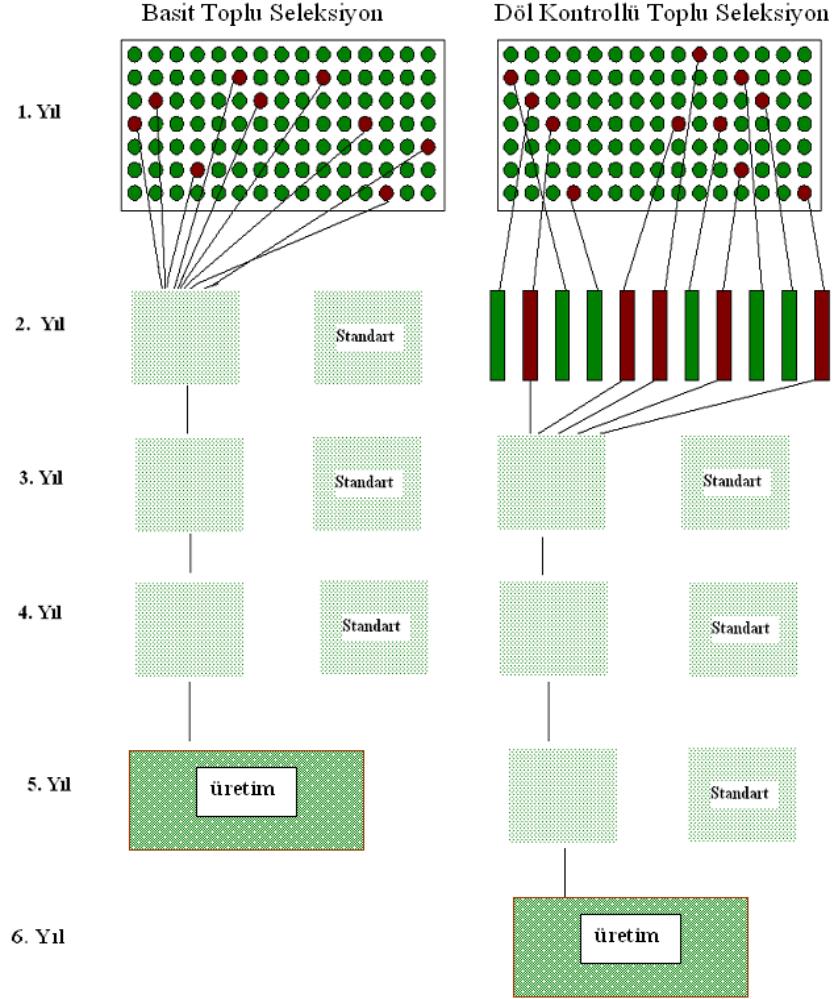 Basit Toplu Seleksiyon
Döl Kontrollü Toplu Seleksiyon
1. Yıl
2. Yıl
Standart
3. Yıl
Standart
Standart
4. Yıl
Standart
Standart
5. Yıl
üretim
Standart
6. Yıl
üretim